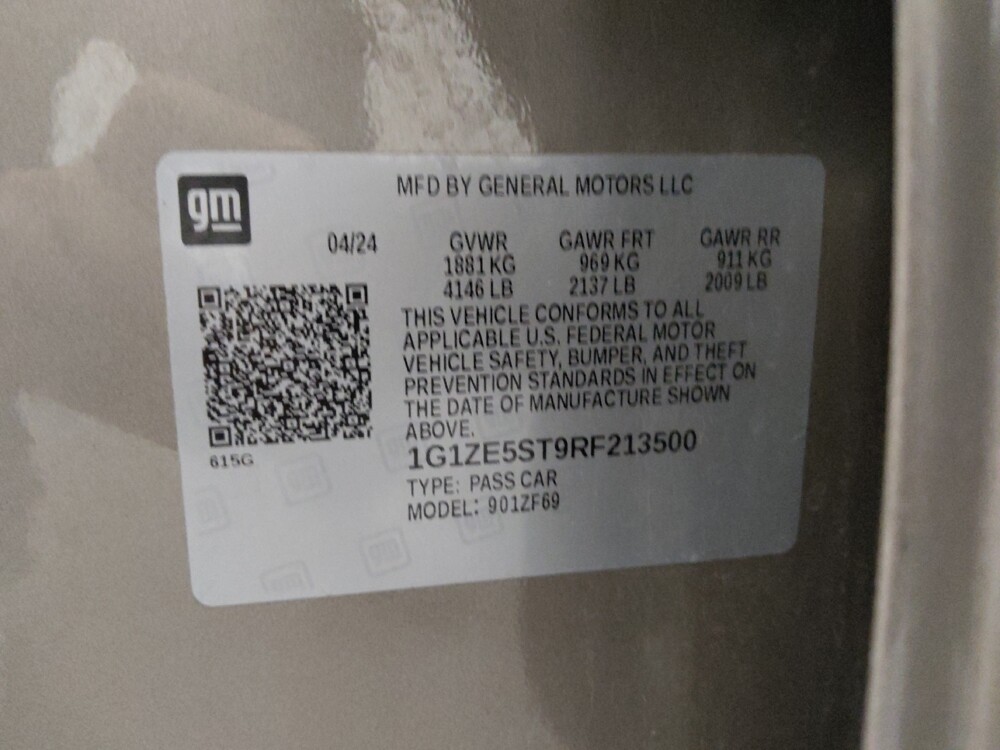 gm
MFD BY GENERAL MOTORS LLC
04/24 GVWR GAWR FRT GAWR RR
1881 KG 969 KG 911 KG
4146 LB 2137 LB 2009 LB
THIS VEHICLE CONFORMS TO ALL
APPLICABLE U.S. FEDERAL MOTOR
VEHICLE SAFETY, BUMPER, AND THEFT
PREVENTION STANDARDS IN EFFECT ON
THE DATE OF MANUFACTURE SHOWN
ABOVE.
615G
1G1ZE5ST9RF213500
TYPE: PASS CAR
MODEL: 901ZF69
gm